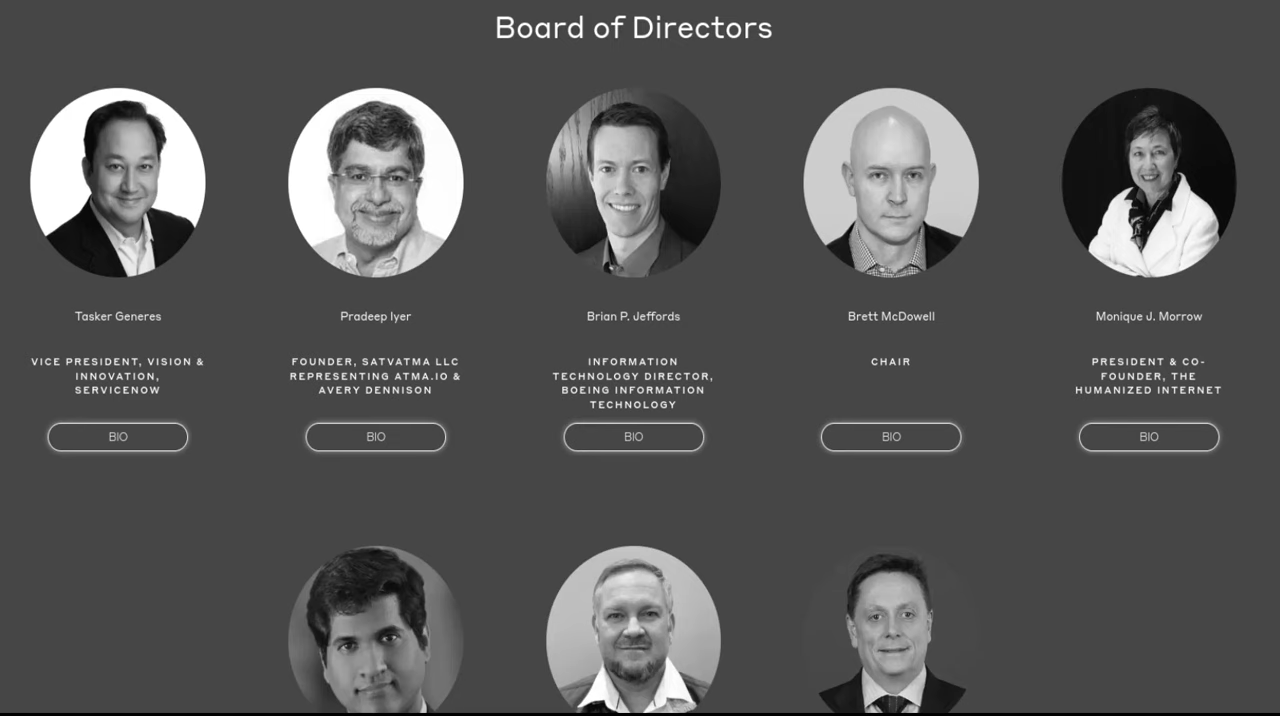 Board of Directors
Tasker Generes
VICE PRESIDENT, VISION &
INNOVATION,
SERVICENOW
BIO
Pradeep Iyer
FOUNDER, SATVATMA LLC
REPRESENTING ATMA.IO &
AVERY DENNISON
BIO
Brian P. Jeffords
INFORMATION
TECHNOLOGY DIRECTOR,
BOEING INFORMATION
TECHNOLOGY
BIO
Brett McDowell
CHAIR
BIO
Monique J. Morrow
PRESIDENT & CO-
FOUNDER, THE
HUMANIZED INTERNET
BIO